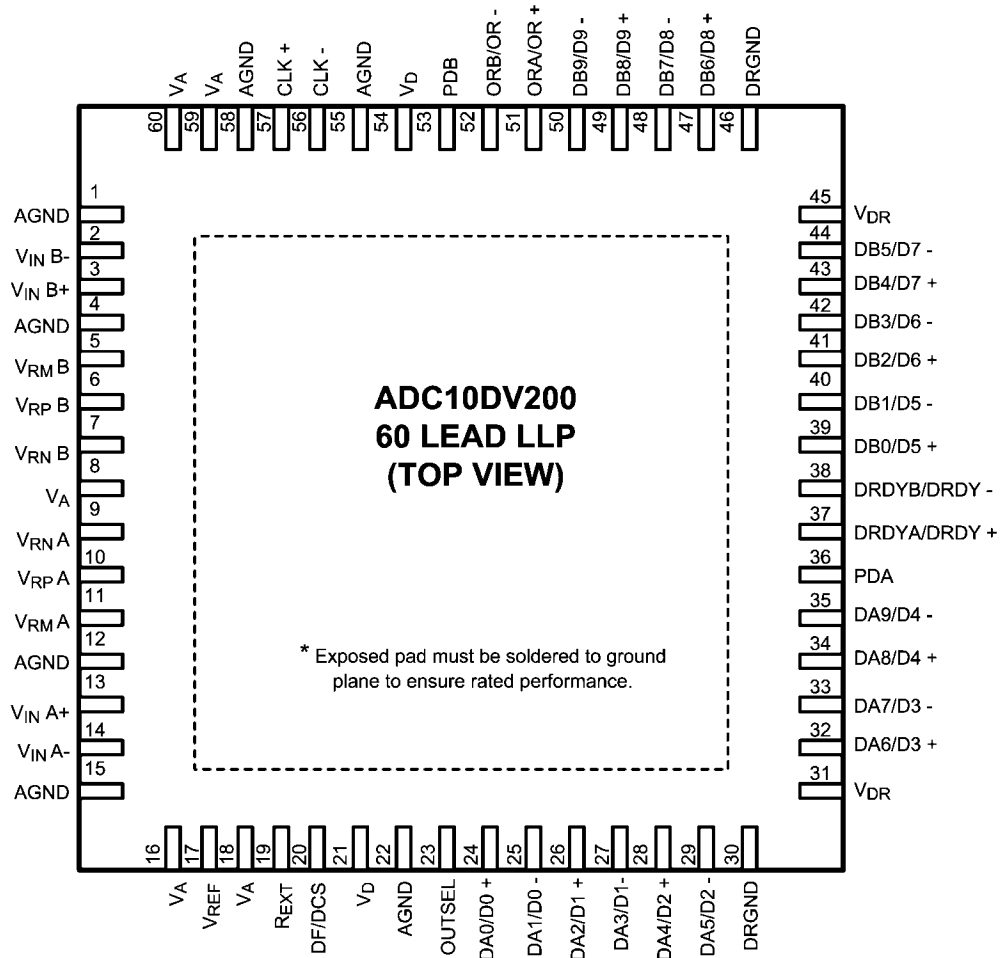 VA
VA
AGND
CLK +
CLK -
AGND
VD
PDB
ORB/OR -
ORA/OR +
DB9/D9 -
DB8/D9 +
DB7/D8 -
DB6/D8 +
DRGND
60
59
58
57
56
55
54
53
52
51
50
49
48
47
46
1
AGND
2
VIN B-
3
VIN B+
4
AGND
5
VRM B
6
VRP B
7
VRN B
8
VA
9
VRN A
10
VRP A
11
VRM A
12
AGND
13
VIN A+
14
VIN A-
15
AGND
ADC10DV200
60 LEAD LLP
(TOP VIEW)
* Exposed pad must be soldered to ground
plane to ensure rated performance.
45
VDR
44
DB5/D7 -
43
DB4/D7 +
42
DB3/D6 -
41
DB2/D6 +
40
DB1/D5 -
39
DB0/D5 +
38
DRDYB/DRDY -
37
DRDYA/DRDY +
36
PDA
35
DA9/D4 -
34
DA8/D4 +
33
DA7/D3 -
32
DA6/D3 +
31
VDR
16
17
18
19
20
21
22
23
24
25
26
27
28
29
30
VA
VREF
VA
REXT
DF/DCS
VD
AGND
OUTSEL
DA0/D0 +
DA1/D0 -
DA2/D1 +
DA3/D1-
DA4/D2 +
DA5/D2 -
DRGND